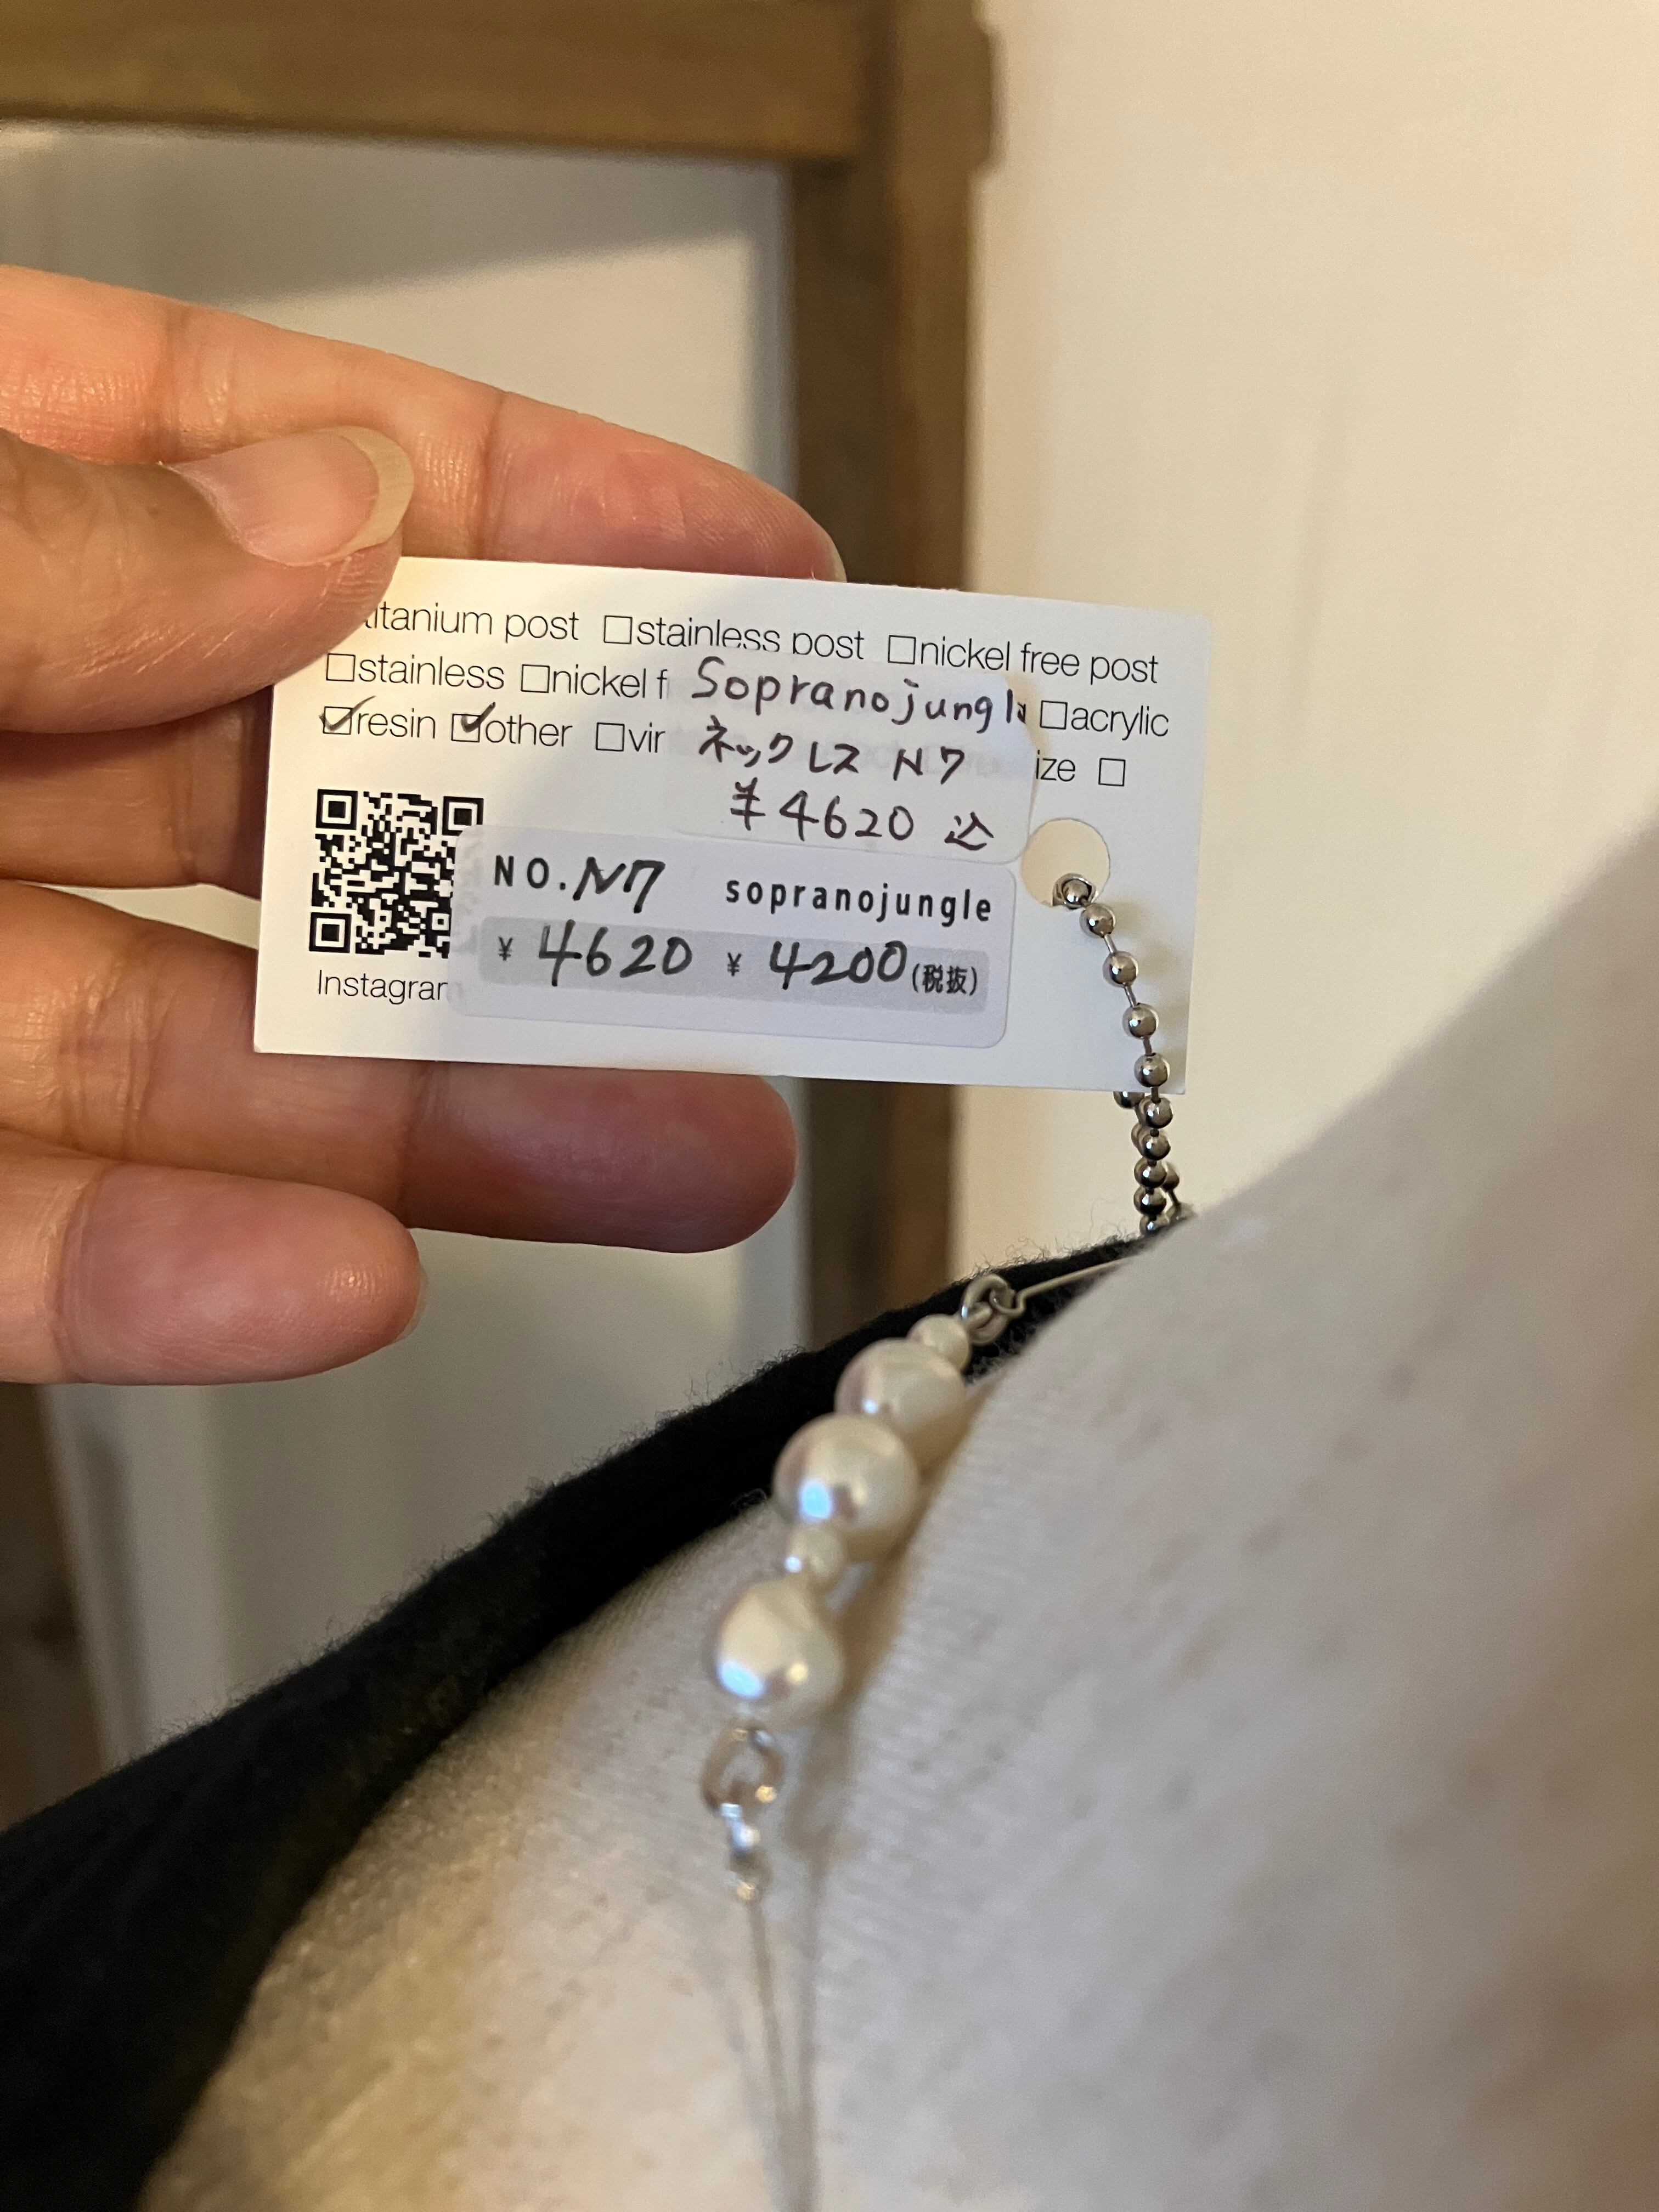 titanium post □stainless post □nickel free post
□stainless □nickel f
□acrylic
☑resin ☑other □vir
ize □
Sopranojungle
ネックレス N7
¥4620 込
NO.N7 sopranojungle
¥ 4620 ¥ 4200(税抜)
Instagram